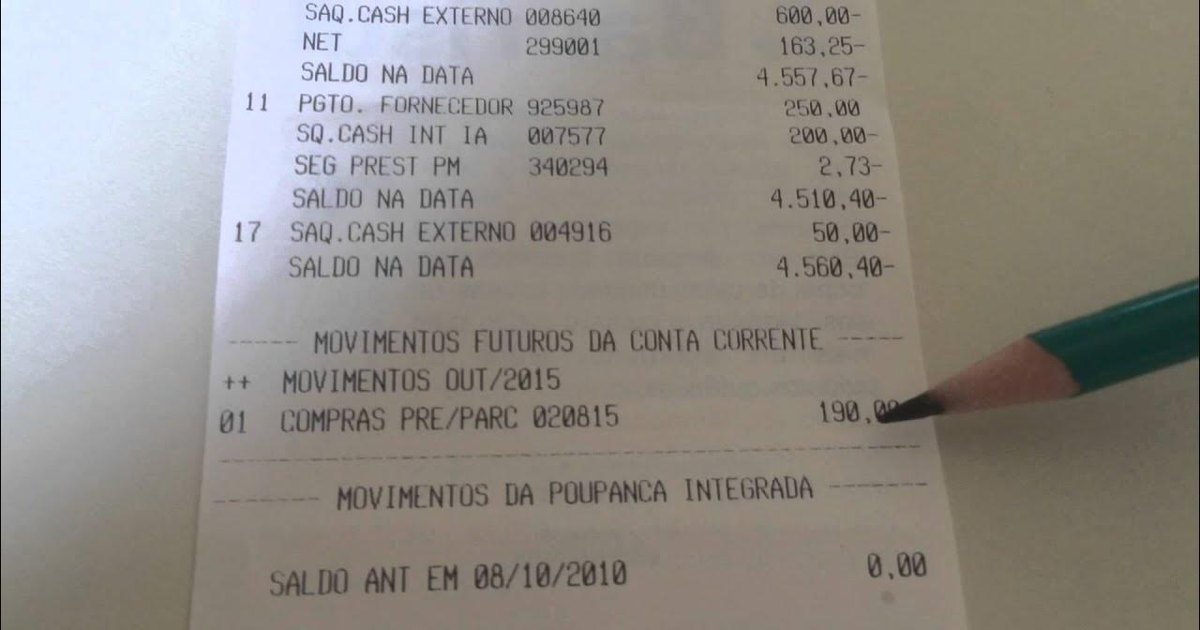 SAQ.CASH EXTERNO 008640 600,00-
NET 299001 163,25-
SALDO NA DATA 4.557,67-
11 PGTO. FORNECEDOR 925987 250,00
SQ.CASH INT IA 007577 200,00-
SEG PREST PM 340294 2,73-
SALDO NA DATA 4.510,40-
17 SAQ.CASH EXTERNO 004916 50,00-
SALDO NA DATA 4.560,40-
----- MOVIMENTOS FUTUROS DA CONTA CORRENTE -----
++ MOVIMENTOS OUT/2015
01 COMPRAS PRE/PARC 020815 190,0
------- MOVIMENTOS DA POUPANCA INTEGRADA -------
SALDO ANT EM 08/10/2010 0,00